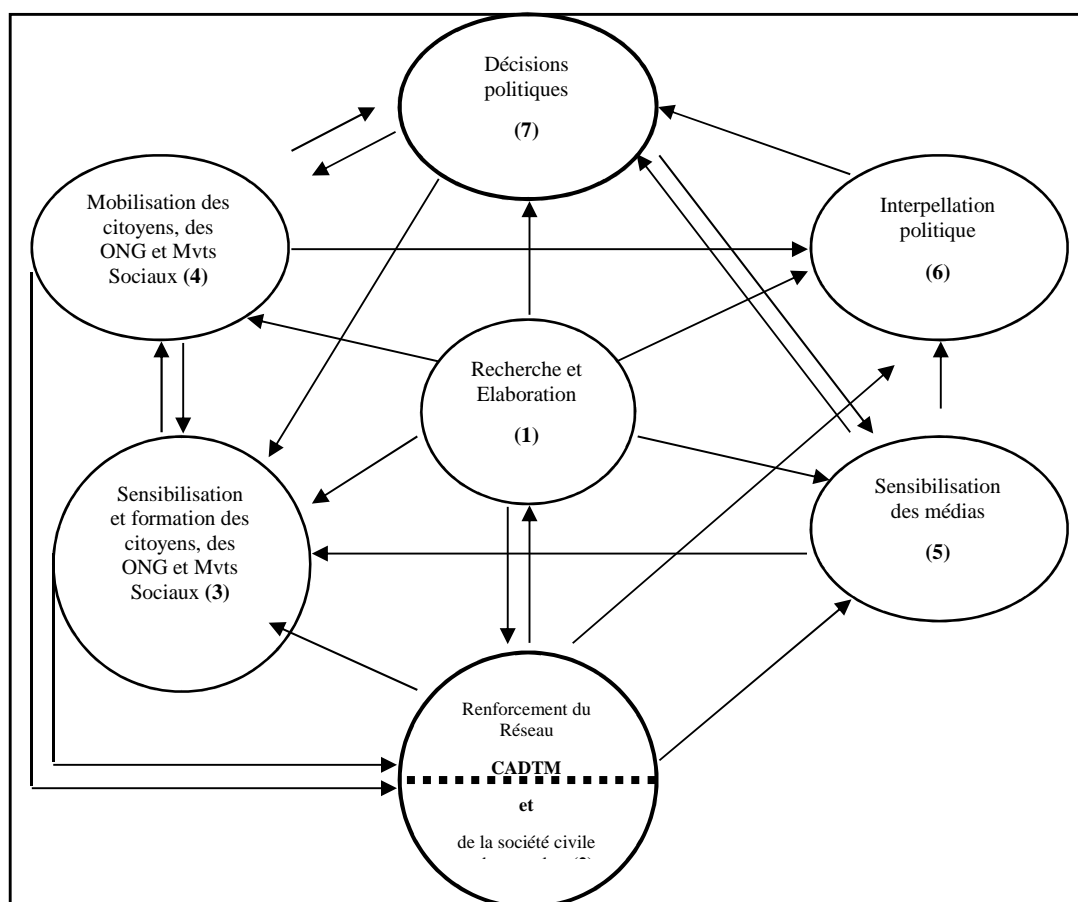 Décisions
politiques
(7)
Mobilisation des
citoyens, des
ONG et Mvts
Sociaux (4)
Interpellation
politique
(6)
Recherche et
Elaboration
(1)
Sensibilisation
et formation des
citoyens, des
ONG et Mvts
Sociaux (3)
Sensibilisation
des médias
(5)
Renforcement du
Réseau
CADTM
et
de la société civile